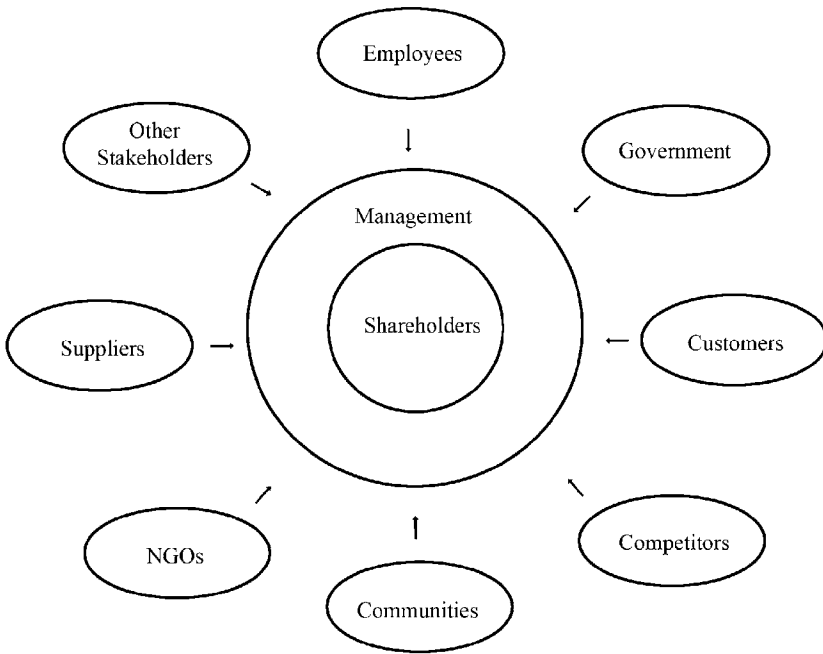 Employees
Other
Stakeholders
Government
Management
Shareholders
Suppliers
Customers
NGOs
Competitors
Communities